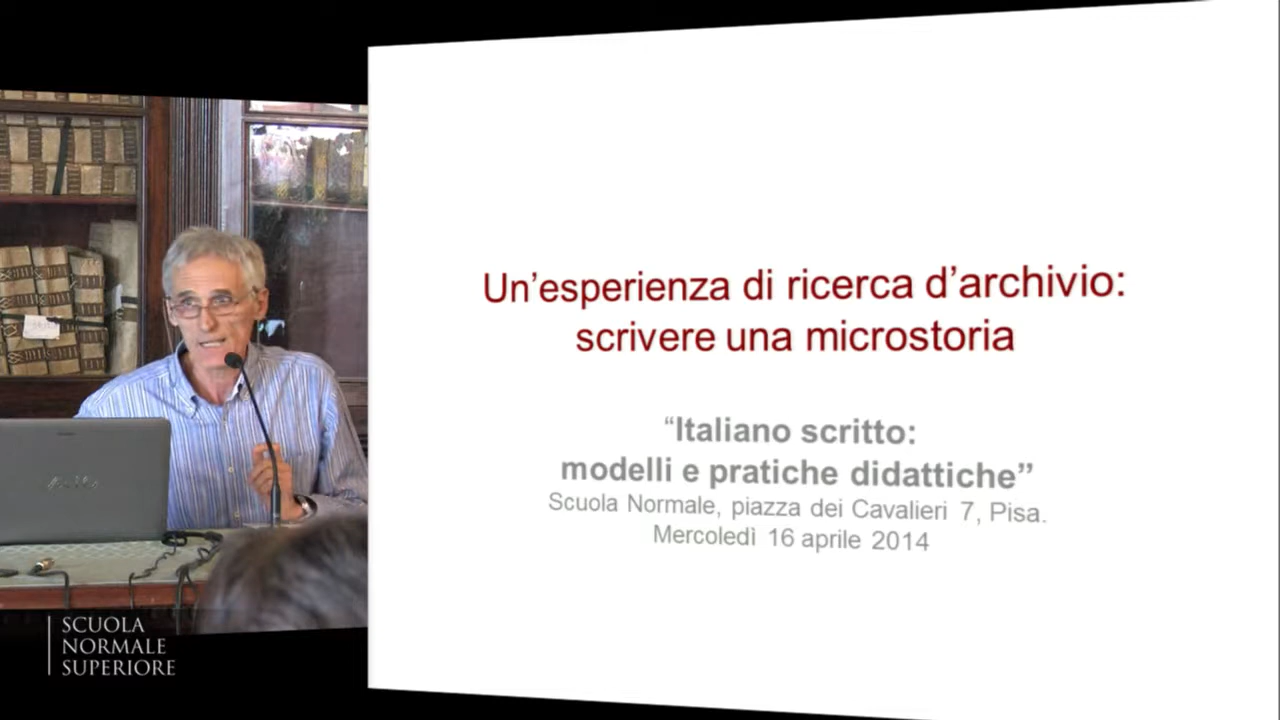 Un’esperienza di ricerca d’archivio:
scrivere una microstoria
“Italiano scritto:
modelli e pratiche didattiche”
Scuola Normale, piazza dei Cavalieri 7, Pisa.
Mercoledì 16 aprile 2014
SCUOLA
NORMALE
SUPERIORE